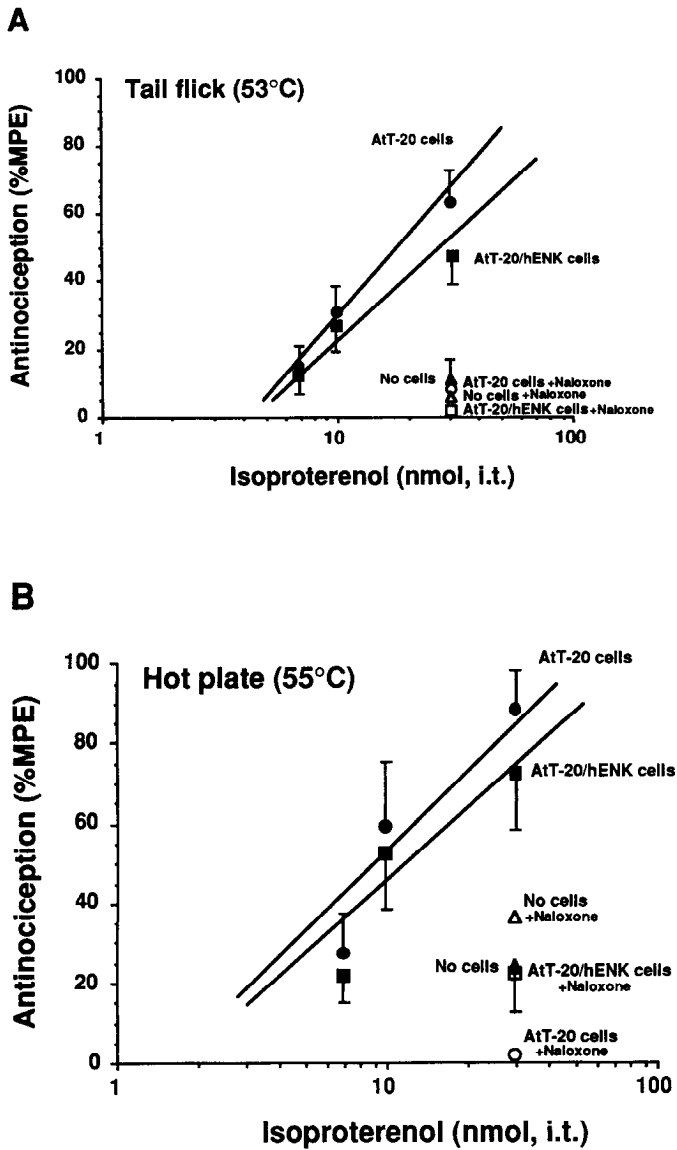 A
Tail flick (53°C)
Antinociception (%MPE)
100
80
60
40
20
0
AtT-20 cells
AtT-20/hENK cells
No cells
AtT-20 cells +Naloxone
No cells +Naloxone
AtT-20/hENK cells +Naloxone
1
10
100
Isoproterenol (nmol, i.t.)
B
Hot plate (55°C)
Antinociception (%MPE)
100
80
60
40
20
0
AtT-20 cells
AtT-20/hENK cells
No cells
+Naloxone
No cells
AtT-20/hENK cells
+Naloxone
AtT-20 cells
+Naloxone
1
10
100
Isoproterenol (nmol, i.t.)